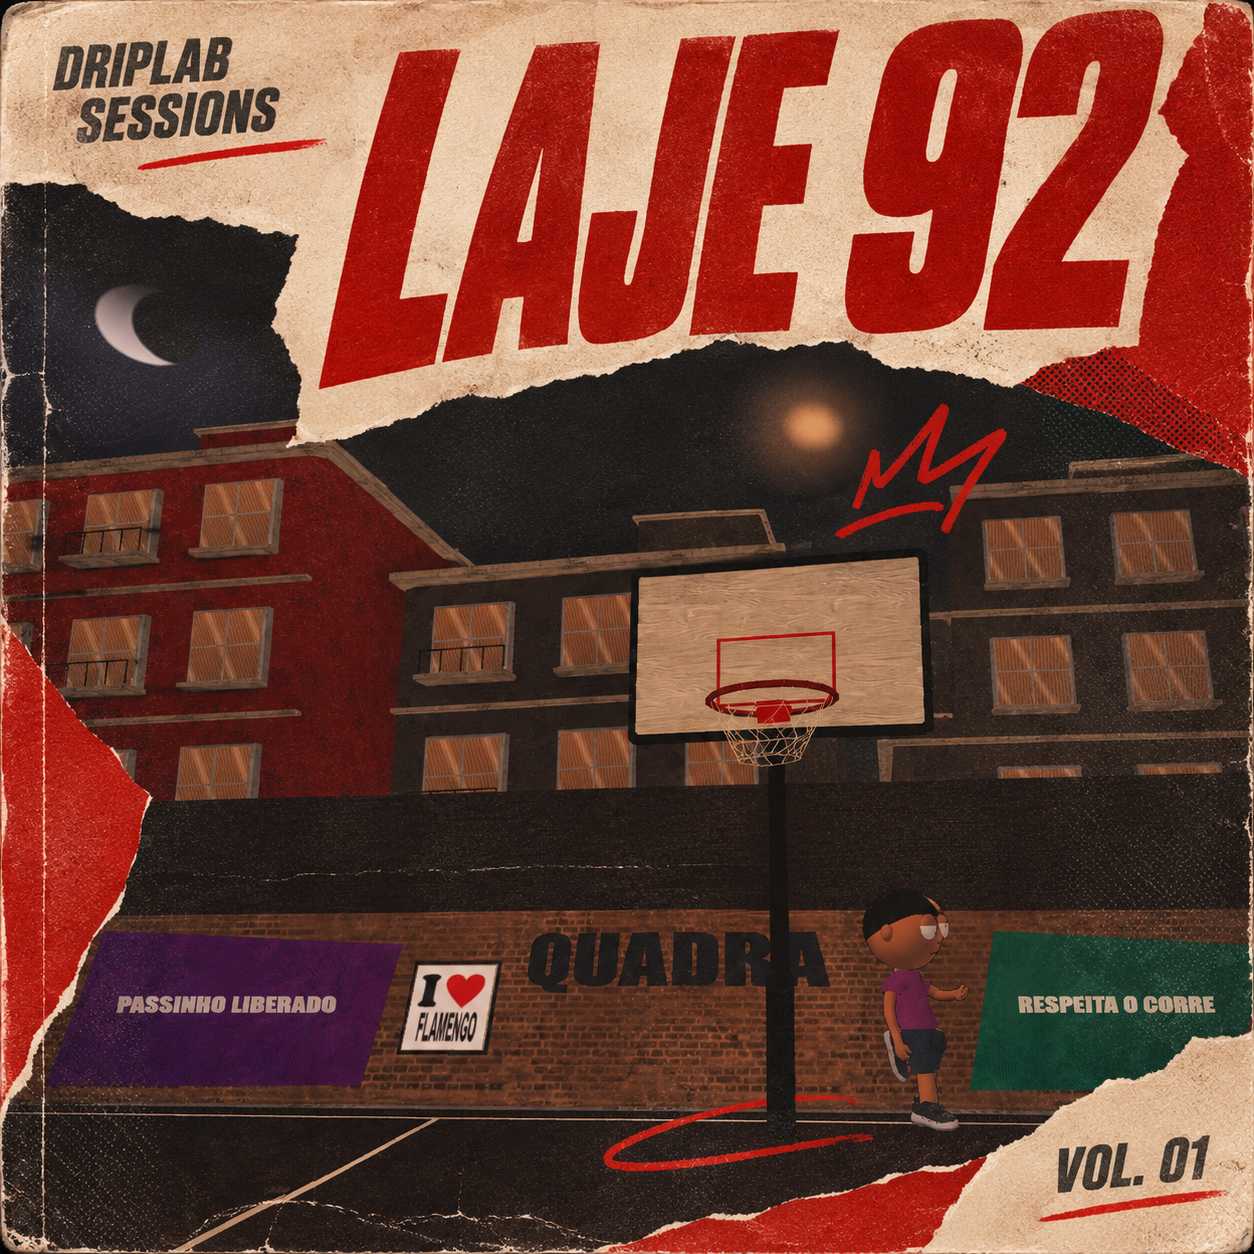 DRIPLAB
SESSIONS
LAJE 92
QUADRA
PASSINHO LIBERADO
I ❤ 
FLAMENGO
RESPEITA O CORRE
VOL. 01